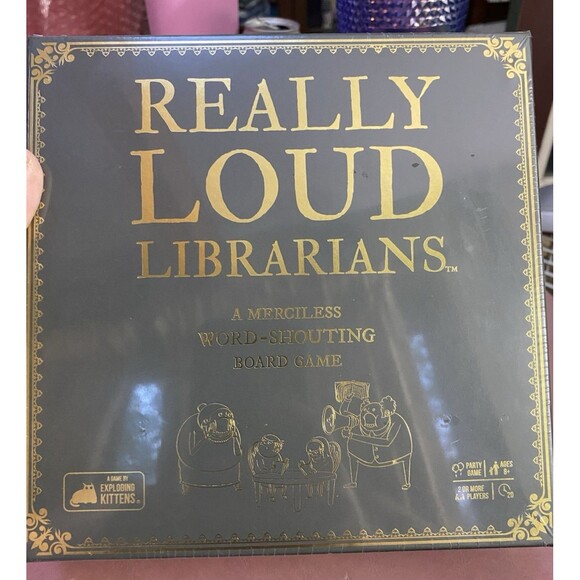 REALLY
LOUD
LIBRARIANS™
A MERCILESS
WORD-SHOUTING
BOARD GAME
A GAME BY
EXPLODING
KITTENS®
PARTY
GAME
AGES
8+
2 OR MORE
PLAYERS
20